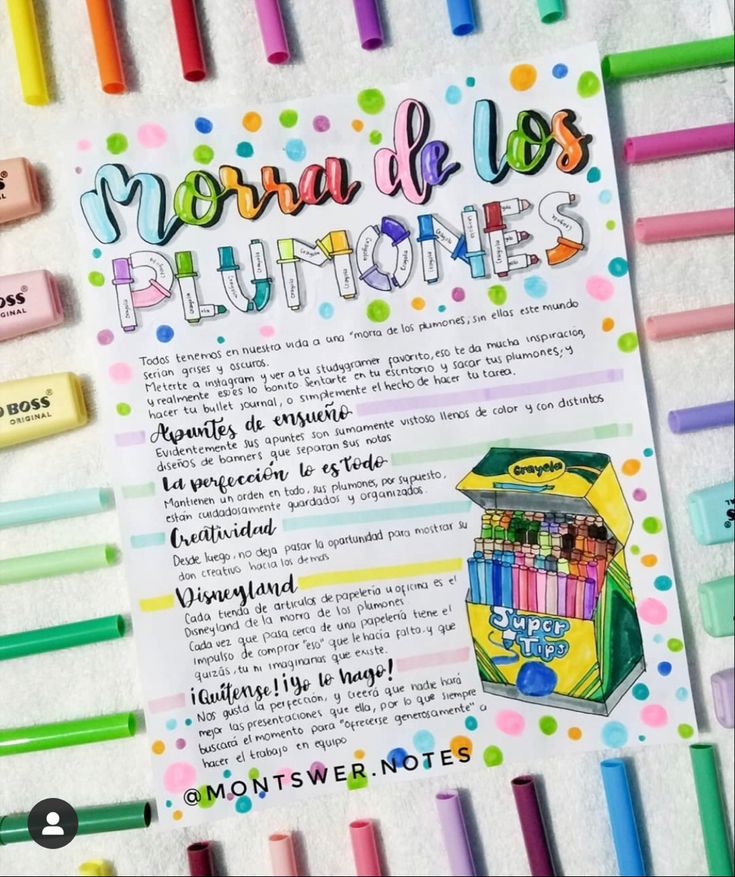 Morra de los
PLUMONES
Todos tenemos en nuestra vida a una "morra de los plumones", sin ellas este mundo
serían grises y oscuros.
Meterte a instagram y ver a tu studygramer favorito, eso te da mucha inspiración,
y realmente es lo bonito sentarte en tu escritorio y sacar tus plumones, y
hacer tu bullet journal, o simplemente el hecho de hacer tu tarea.
Apuntes de ensueño
Evidentemente sus apuntes son sumamente vistoso llenos de color y con distintos
diseños de banners que separan sus notas
La perfección lo es Todo
Mantienen un orden en todo, sus plumones, por supuesto,
están cuidadosamente guardados y organizados.
Creatividad
Desde luego, no deja pasar la oportunidad para mostrar su
don creativo hacia los demas
Disneyland
Cada tienda de articulos de papelería u oficina es el
Disneyland de la morra de los plumones.
Cada vez que pasa cerca de una papelería tiene el
impulso de comprar "eso" que le hacía falta y que
quizás, tu ni imaginarias que existe.
¡Quitense! ¡yo lo hago!
Nos gusta la perfección, y creerá que nadie hará
mejor las presentaciones que ella, por lo que siempre
buscará el momento para "ofrecerse generosamente" a
hacer el trabajo en equipo
@MONTSWER.NOTES
Crayola
Super
Tips
OSS
GINAL
BOSS
ORIGINAL